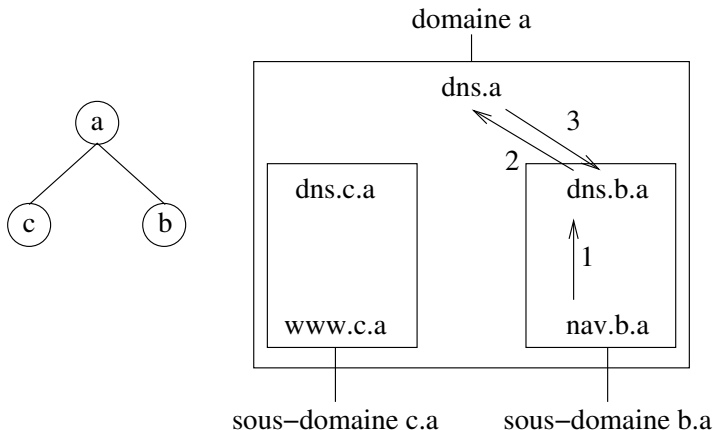 domaine a
dns.a
a
3
2
dns.c.a
dns.b.a
c
b
1
www.c.a
nav.b.a
sous−domaine c.a
sous−domaine b.a